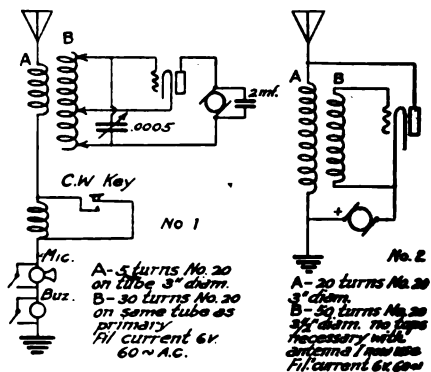 A
B
2 mf.
.0005
C.W Key
No 1
Mic.
Buz.
A-5 turns No. 20
on tube 3" diam.
B-30 turns No. 20
on same tube as
primary
Fil current 6v.
60~ A.C.
A
B
+
No. 2
A-20 turns No. 20
3" diam.
B-50 turns No. 20
3½" diam. no taps
necessary with
antenna I now use
Fil. current 6v. 60~